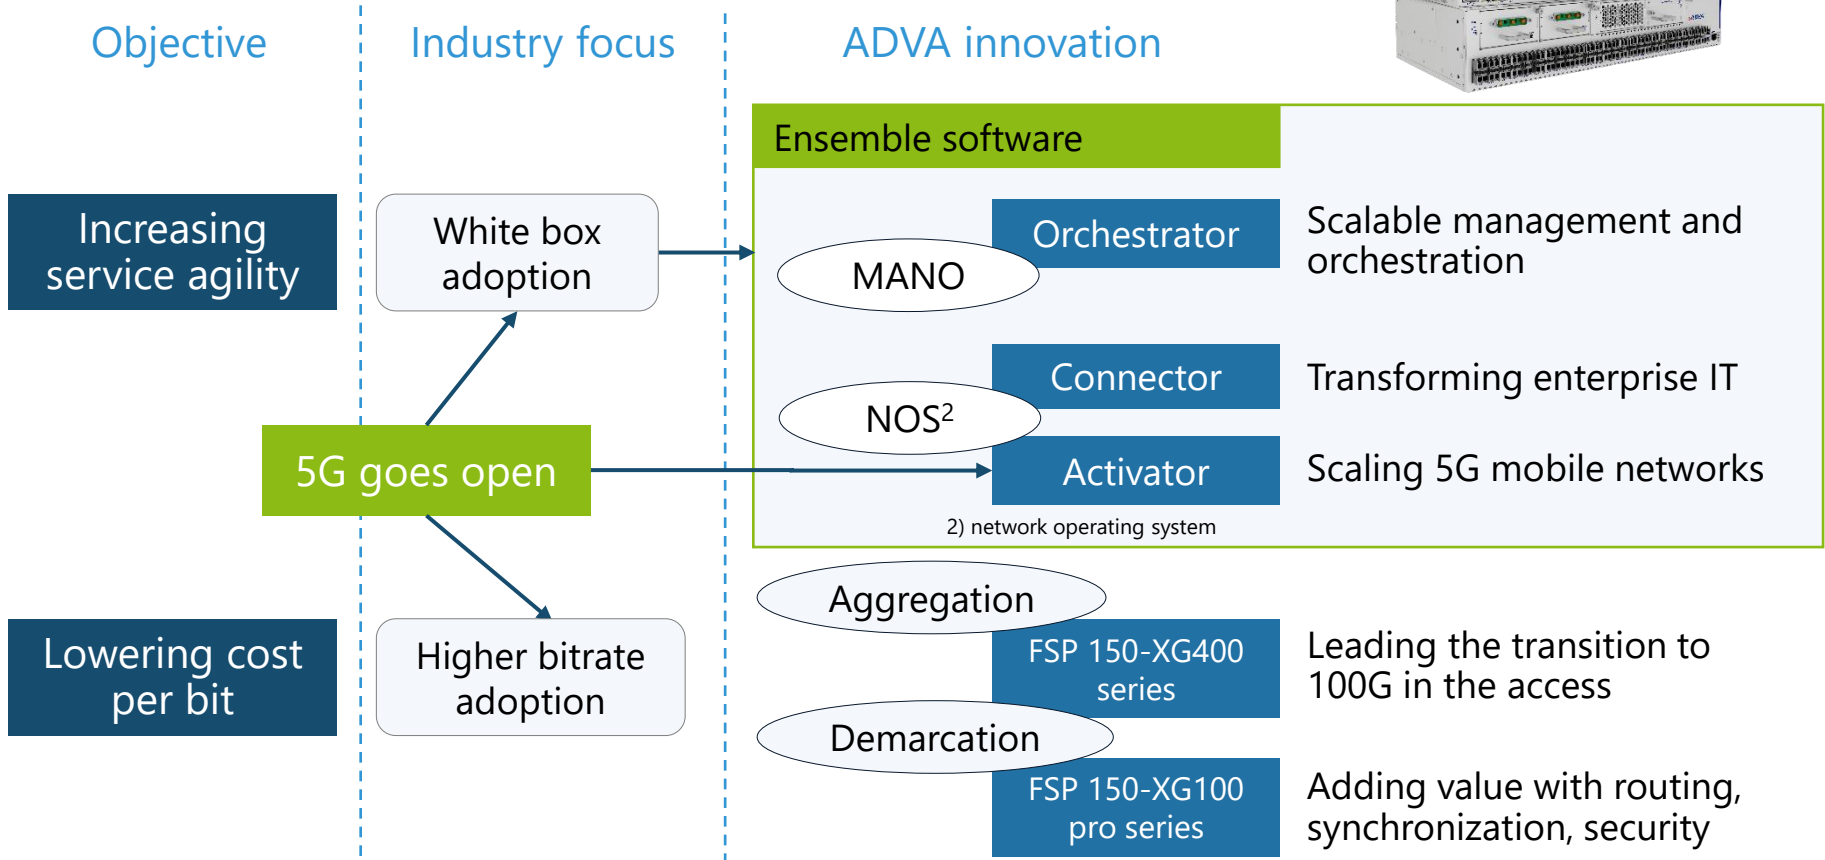 Objective
Industry focus
ADVA innovation
Ensemble software
Increasing
service agility
White box
adoption
Orchestrator
MANO
Scalable management and
orchestration
Connector
NOS²
Transforming enterprise IT
5G goes open
Activator
Scaling 5G mobile networks
2) network operating system
Aggregation
Lowering cost
per bit
Higher bitrate
adoption
FSP 150-XG400
series
Leading the transition to
100G in the access
Demarcation
FSP 150-XG100
pro series
Adding value with routing,
synchronization, security